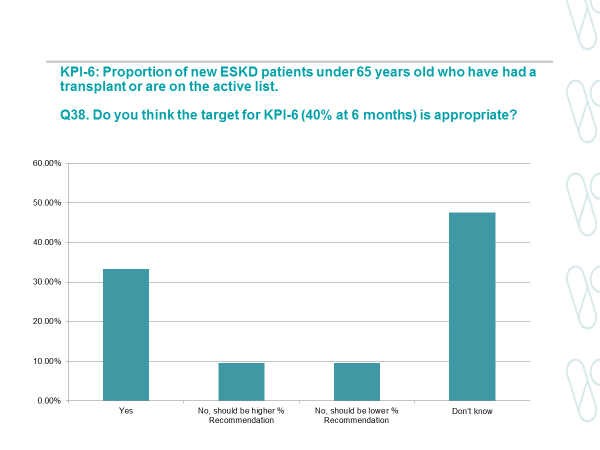 KPI-6: Proportion of new ESKD patients under 65 years old who have had a
transplant or are on the active list.
Q38. Do you think the target for KPI-6 (40% at 6 months) is appropriate?
60.00%
50.00%
40.00%
30.00%
20.00%
10.00%
0.00%
Yes
No, should be higher %
Recommendation
No, should be lower %
Recommendation
Don't know